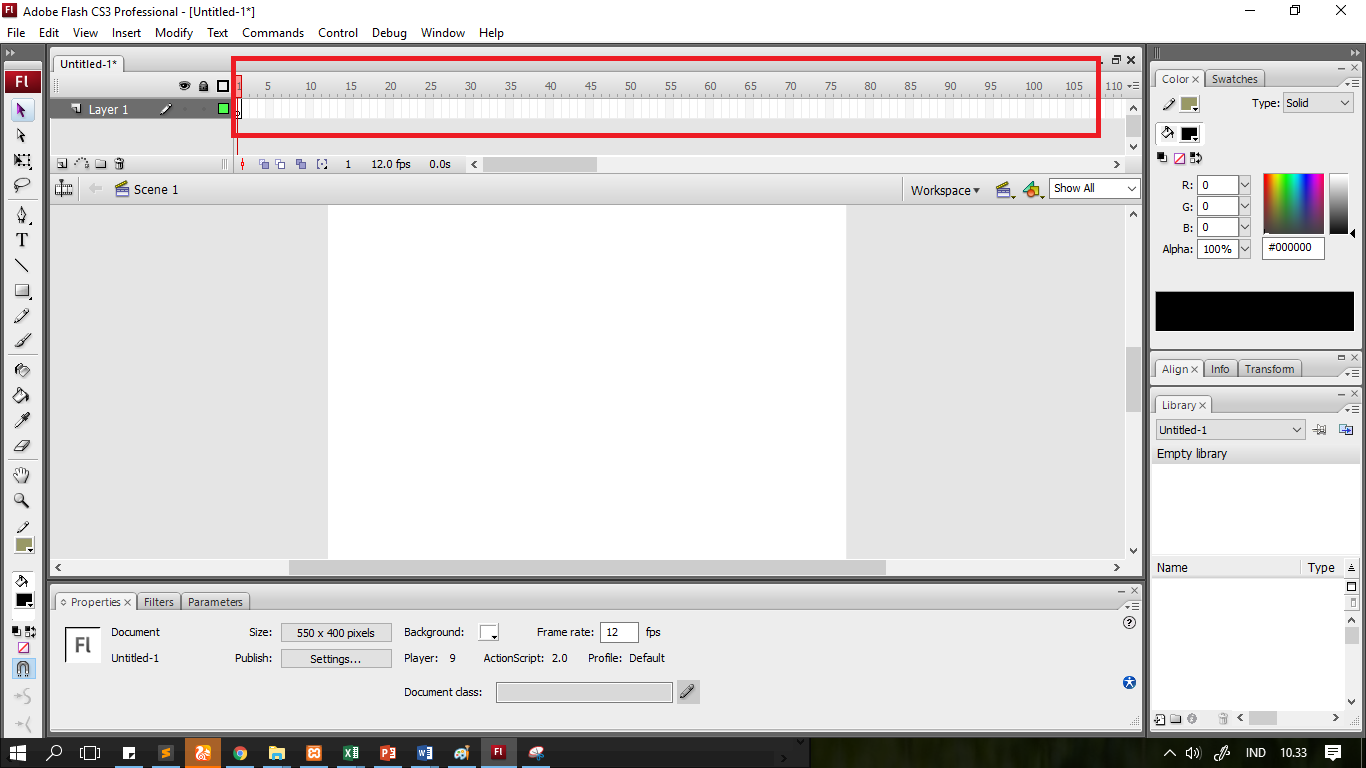 Fl Adobe Flash CS3 Professional - [Untitled-1*]
File Edit View Insert Modify Text Commands Control Debug Window Help
Untitled-1*
Fl
1 5 10 15 20 25 30 35 40 45 50 55 60 65 70 75 80 85 90 95 100 105 110
Layer 1
1 12.0 fps 0.0s
Scene 1 Workspace Show All
T
Color Swatches
Type: Solid
R: 0
G: 0
B: 0
Alpha: 100% #000000
Align Info Transform
Library
Untitled-1
Empty library
Name Type
Properties Filters Parameters
Fl
Document Size: 550 x 400 pixels Background: Frame rate: 12 fps
Untitled-1 Publish: Settings... Player: 9 ActionScript: 2.0 Profile: Default
Document class:
Fl
IND 10.33